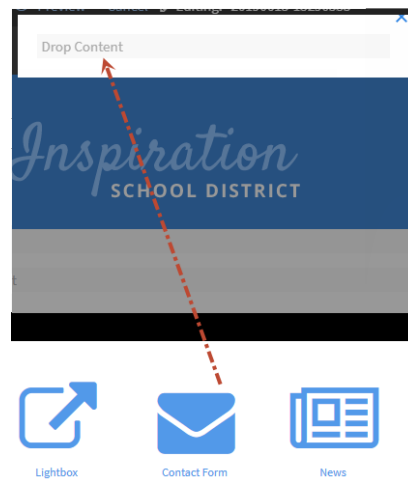 Drop Content
Inspiration
SCHOOL DISTRICT
Lightbox
Contact Form
News